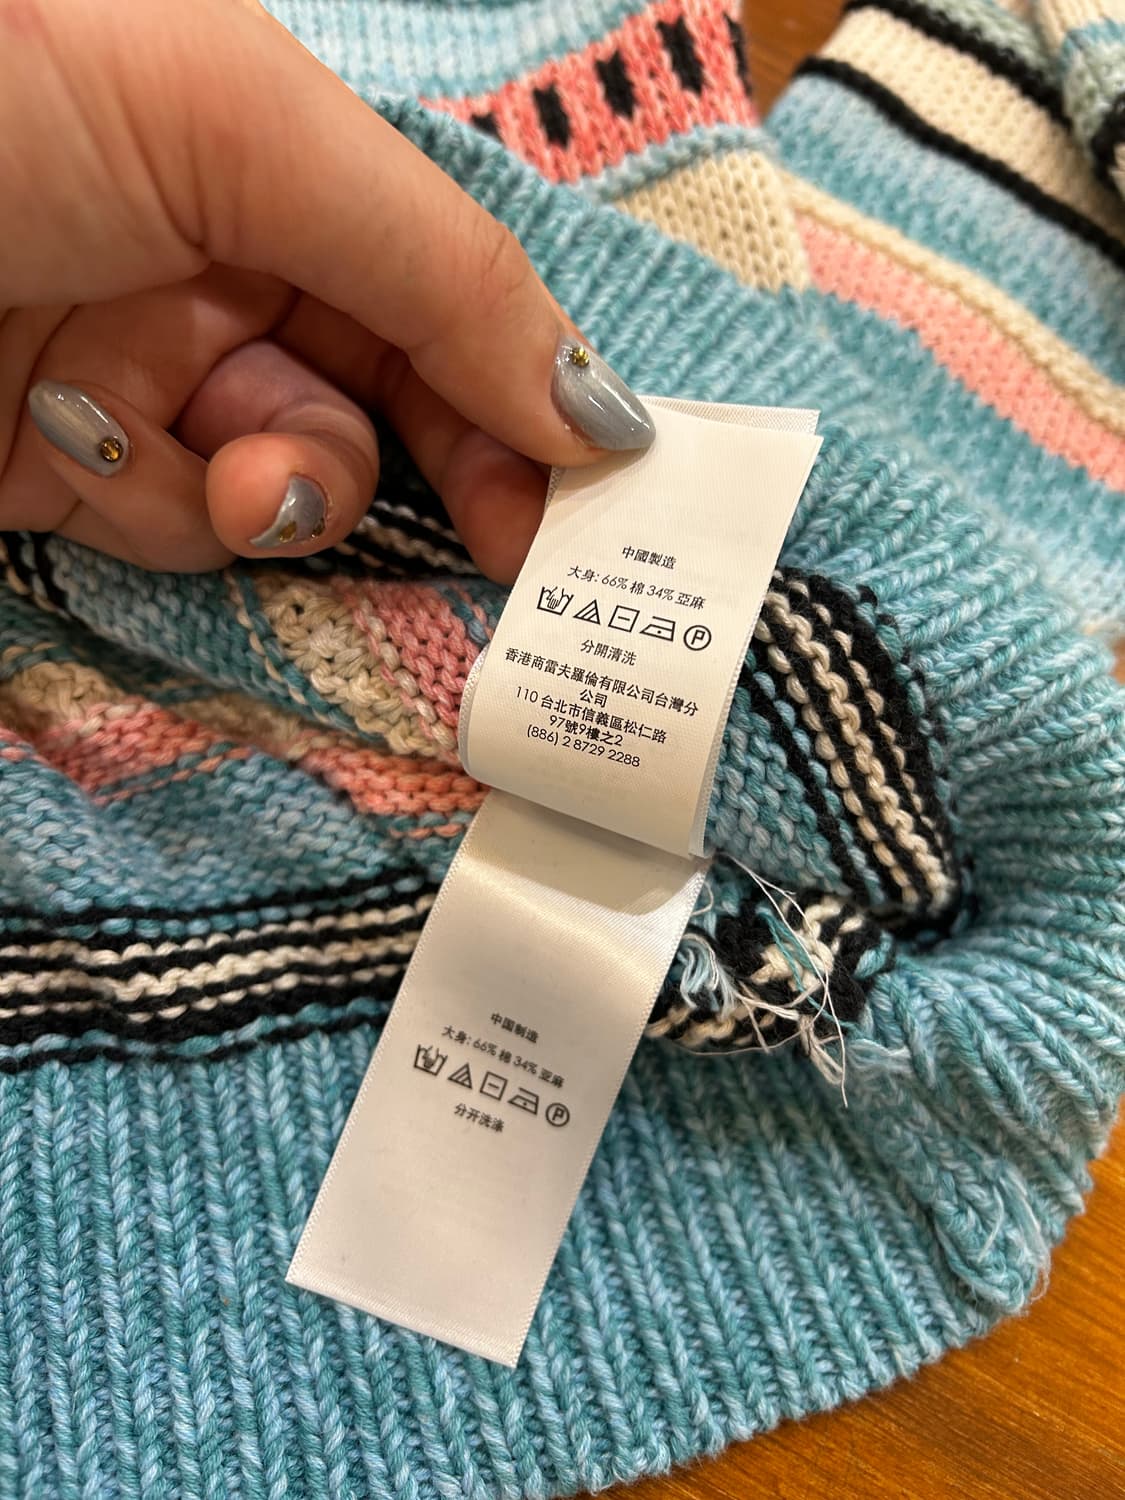 中國製造
大身: 66% 棉 34% 亞麻
P
分開清洗
香港商雷夫羅倫有限公司台灣分
公司
110 台北市信義區松仁路
97號9樓之2
(886) 2 8729 2288
中国制造
大身: 66% 棉 34% 亚麻
P
分开洗涤